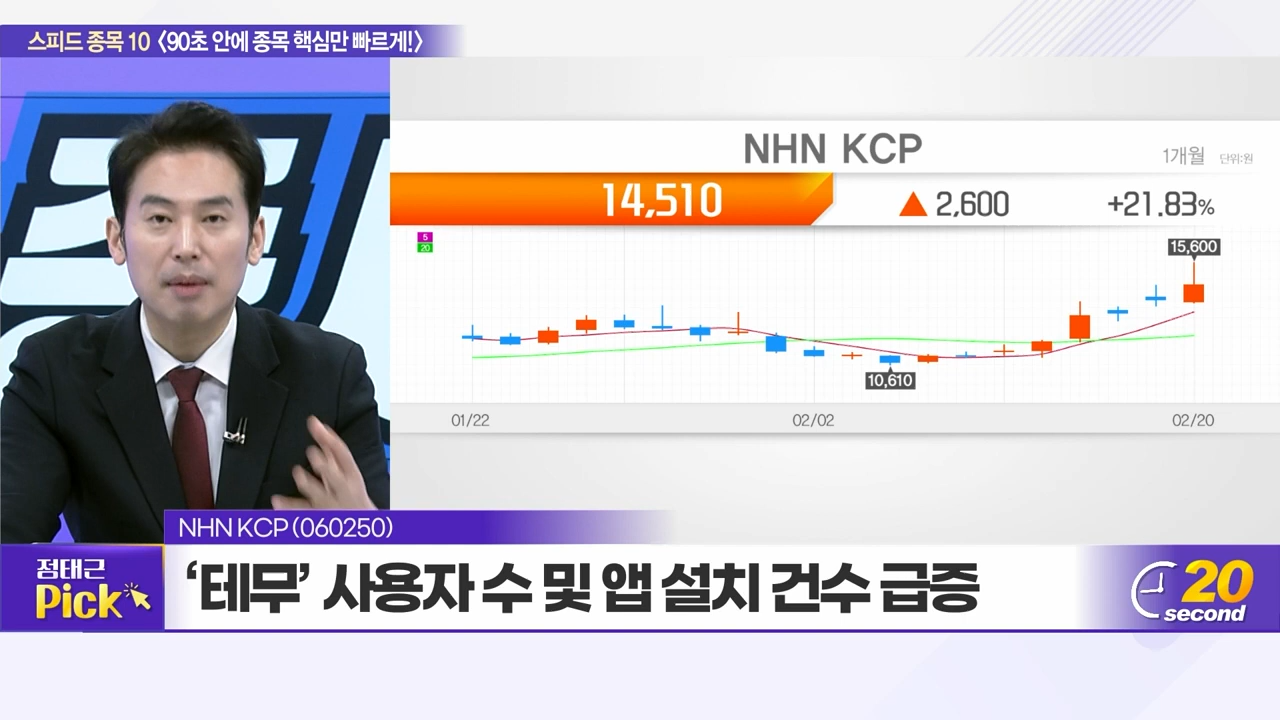 스피드 종목 10 〈90초 안에 종목 핵심만 빠르게!〉
NHN KCP
1개월 단위:원
14,510 ▲ 2,600 +21.83%
5
20
15,600
10,610
01/22 02/02 02/20
NHN KCP (060250)
정태근
Pick
‘테무’ 사용자 수 및 앱 설치 건수 급증
20
second